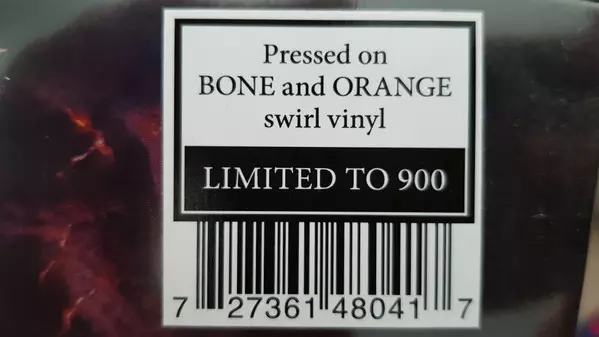 Pressed on
BONE and ORANGE
swirl vinyl
LIMITED TO 900
7 27361 48041 7